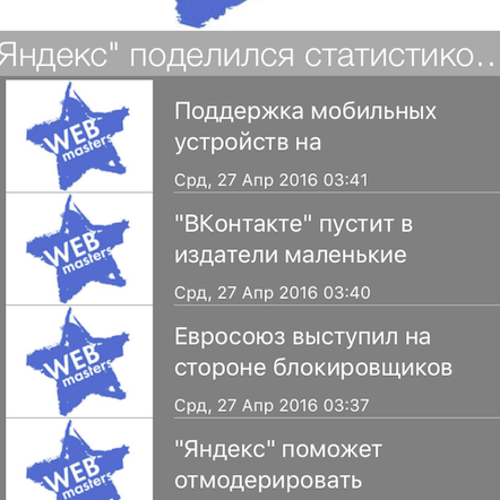 Яндекс" поделился статистико...
WEB
masters
Поддержка мобильных
устройств на
Срд, 27 Апр 2016 03:41
WEB
masters
"ВКонтакте" пустит в
издатели маленькие
Срд, 27 Апр 2016 03:40
WEB
masters
Евросоюз выступил на
стороне блокировщиков
Срд, 27 Апр 2016 03:37
WEB
masters
"Яндекс" поможет
отмодерировать